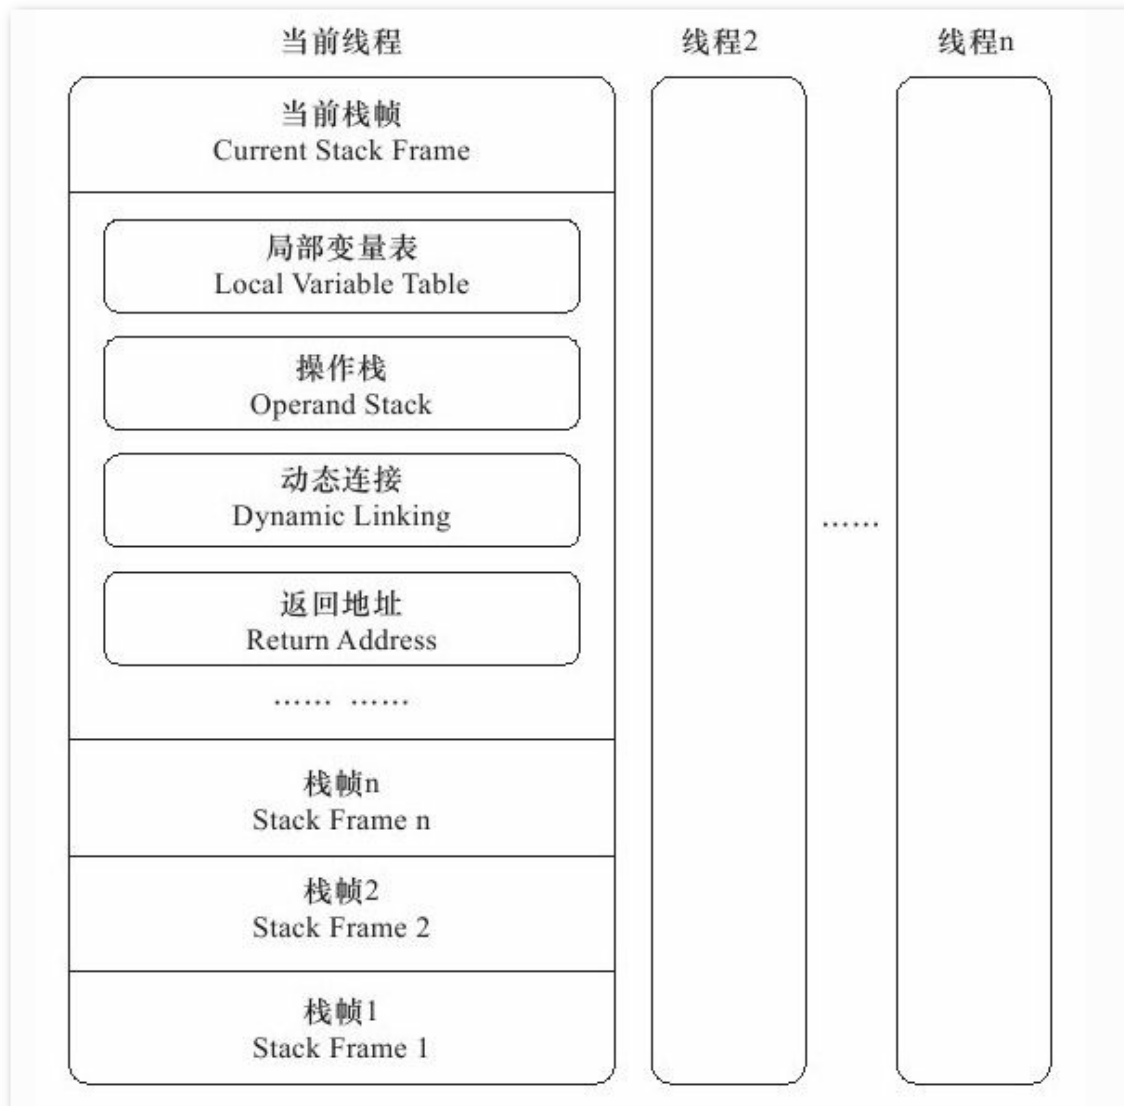 当前线程
线程2
线程n
当前栈帧
Current Stack Frame
局部变量表
Local Variable Table
操作栈
Operand Stack
动态连接
Dynamic Linking
返回地址
Return Address
…… ……
……
栈帧n
Stack Frame n
栈帧2
Stack Frame 2
栈帧1
Stack Frame 1